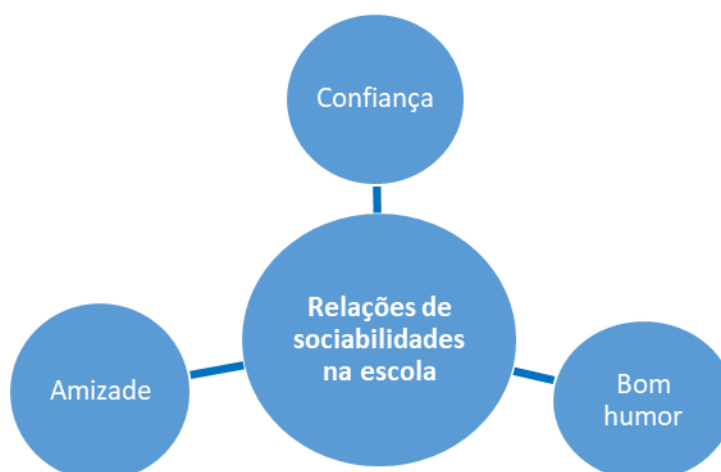 Confiança
Relações de
sociabilidades
na escola
Amizade
Bom
humor